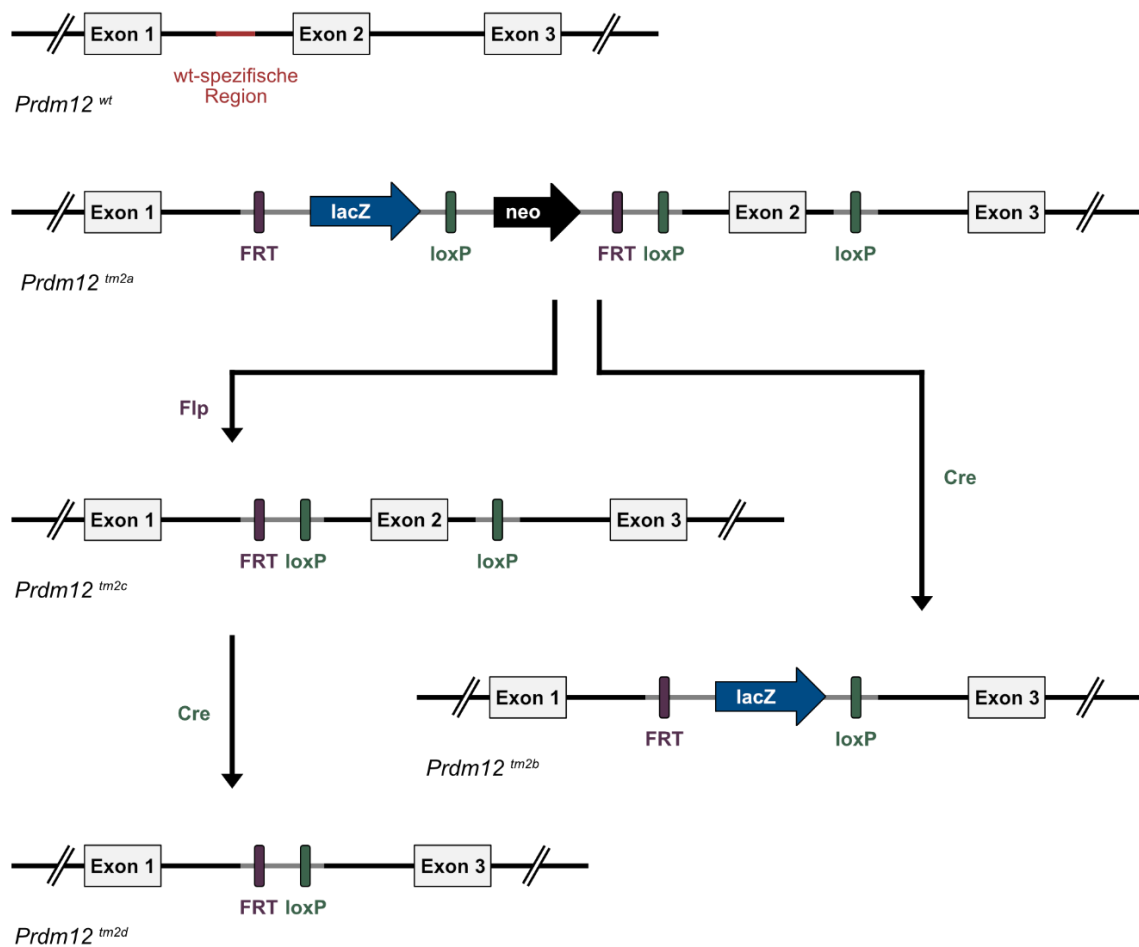 Exon 1 Exon 2 Exon 3
wt-spezifische
Region
Prdm12 wt
Exon 1 lacZ neo Exon 2 Exon 3
FRT loxP FRT loxP loxP
Prdm12 tm2a
Flp
Cre
Exon 1 Exon 2 Exon 3
FRT loxP loxP
Prdm12 tm2c
Cre
Exon 1 lacZ Exon 3
FRT loxP
Prdm12 tm2b
Exon 1 Exon 3
FRT loxP
Prdm12 tm2d